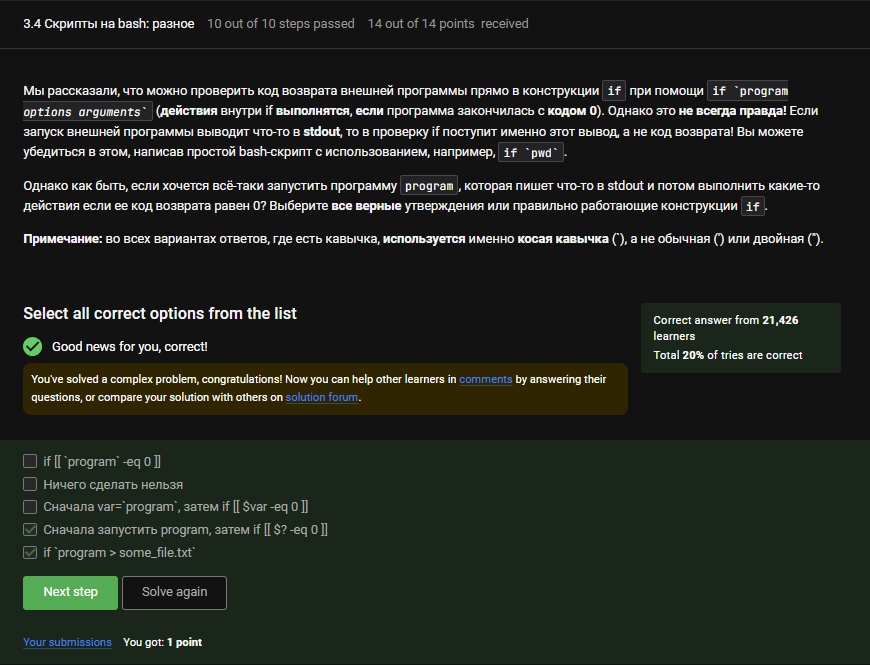 3.4 Скрипты на bash: разное 10 out of 10 steps passed 14 out of 14 points received
Мы рассказали, что можно проверить код возврата внешней программы прямо в конструкции if при помощи if `program
options arguments` (действия внутри if выполнятся, если программа закончилась с кодом 0). Однако это не всегда правда! Если
запуск внешней программы выводит что-то в stdout, то в проверку if поступит именно этот вывод, а не код возврата! Вы можете
убедиться в этом, написав простой bash-скрипт с использованием, например, if `pwd`.
Однако как быть, если хочется всё-таки запустить программу program, которая пишет что-то в stdout и потом выполнить какие-то
действия если ее код возврата равен 0? Выберите все верные утверждения или правильно работающие конструкции if.
Примечание: во всех вариантах ответов, где есть кавычка, используется именно косая кавычка (`), а не обычная (') или двойная (").
Select all correct options from the list
Good news for you, correct!
You've solved a complex problem, congratulations! Now you can help other learners in comments by answering their
questions, or compare your solution with others on solution forum.
Correct answer from 21,426
learners
Total 20% of tries are correct
if [[ `program` -eq 0 ]]
Ничего сделать нельзя
Сначала var=`program`, затем if [[ $var -eq 0 ]]
Сначала запустить program, затем if [[ $? -eq 0 ]]
if `program > some_file.txt`
Next step Solve again
Your submissions You got: 1 point